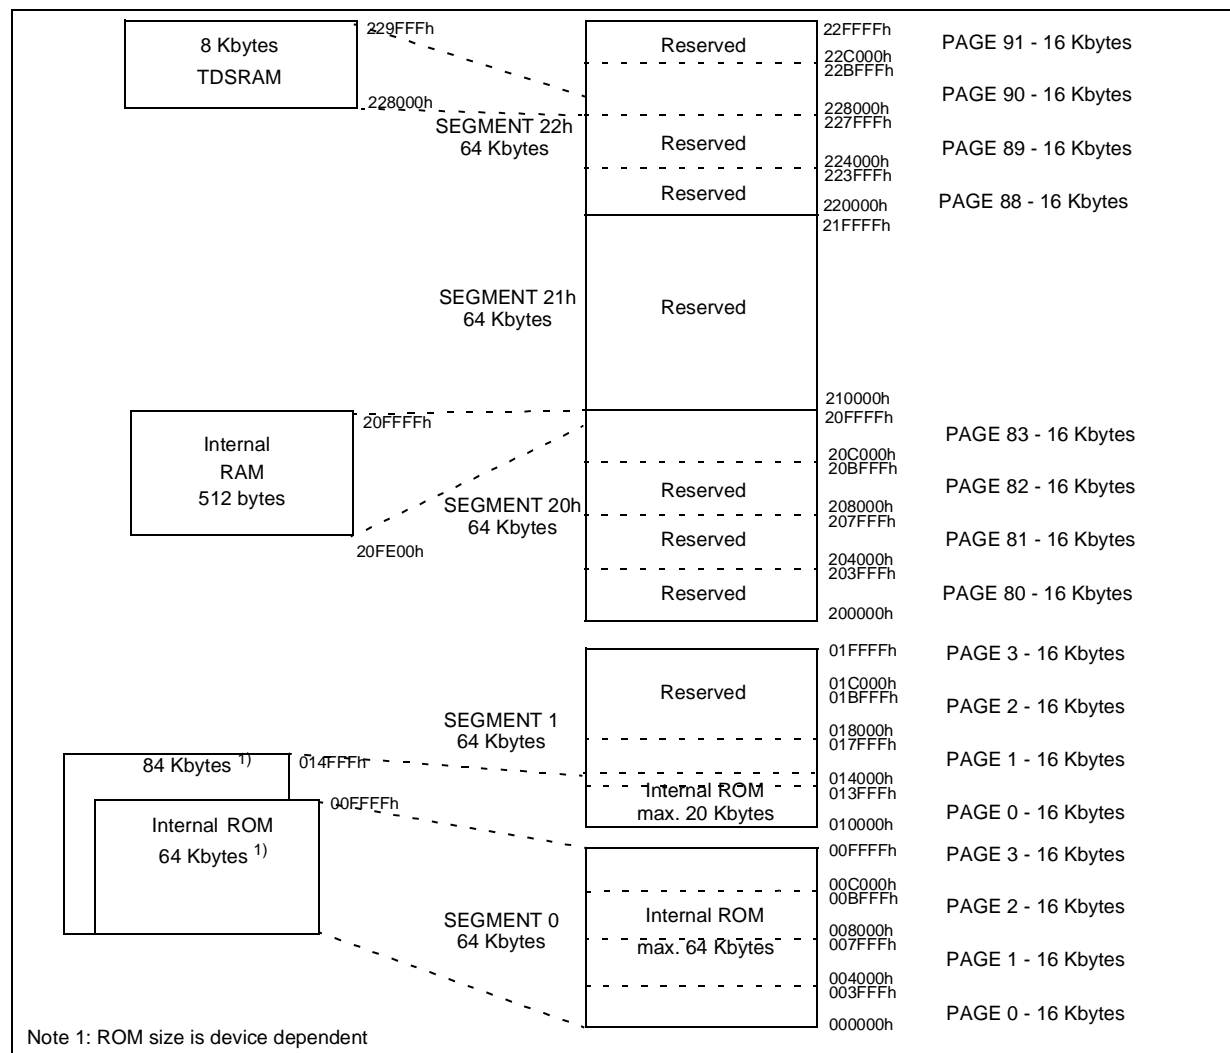 229FFFh
8 Kbytes
TDSRAM
228000h
SEGMENT 22h
64 Kbytes
Reserved
22FFFFh
PAGE 91 - 16 Kbytes
22C000h
22BFFFh
PAGE 90 - 16 Kbytes
228000h
227FFFh
Reserved
PAGE 89 - 16 Kbytes
224000h
223FFFh
Reserved
220000h
PAGE 88 - 16 Kbytes
21FFFFh
SEGMENT 21h
64 Kbytes
Reserved
210000h
20FFFFh
20FFFFh
Internal
RAM
512 bytes
20FE00h
SEGMENT 20h
64 Kbytes
PAGE 83 - 16 Kbytes
20C000h
20BFFFh
Reserved
PAGE 82 - 16 Kbytes
208000h
207FFFh
Reserved
PAGE 81 - 16 Kbytes
204000h
203FFFh
Reserved
PAGE 80 - 16 Kbytes
200000h
01FFFFh
PAGE 3 - 16 Kbytes
Reserved
01C000h
01BFFFh
PAGE 2 - 16 Kbytes
SEGMENT 1
64 Kbytes
018000h
017FFFh
PAGE 1 - 16 Kbytes
84 Kbytes 1)
014FFFh
014000h
013FFFh
Internal ROM
max. 20 Kbytes
PAGE 0 - 16 Kbytes
010000h
00FFFFh
Internal ROM
64 Kbytes 1)
00FFFFh
PAGE 3 - 16 Kbytes
00C000h
00BFFFh
PAGE 2 - 16 Kbytes
SEGMENT 0
64 Kbytes
Internal ROM
max. 64 Kbytes
008000h
007FFFh
PAGE 1 - 16 Kbytes
004000h
003FFFh
PAGE 0 - 16 Kbytes
000000h
Note 1: ROM size is device dependent